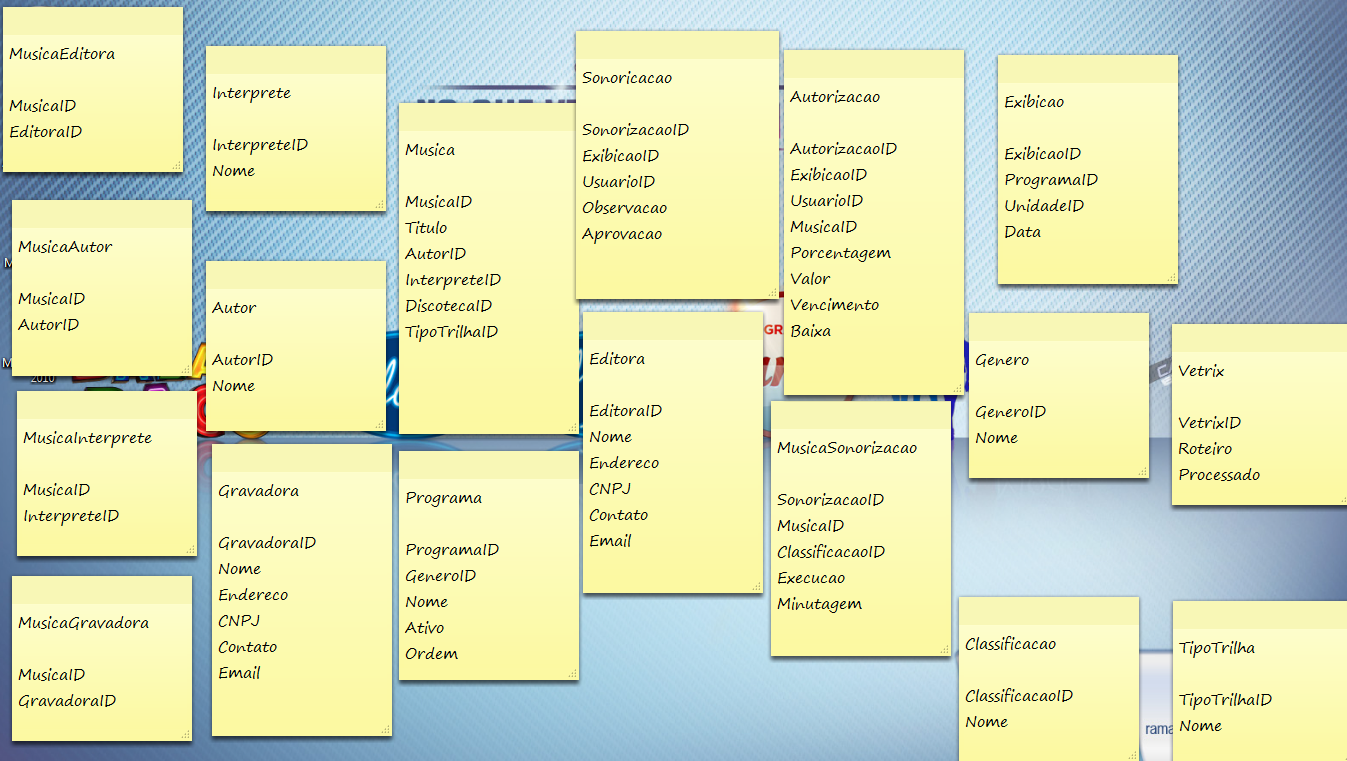 MusicaEditora
MusicaID
EditoraID
Interprete
InterpreteID
Nome
Musica
MusicaID
Titulo
AutorID
InterpreteID
DiscotecaID
TipoTrilhaID
Sonoricacao
SonorizacaoID
ExibicaoID
UsuarioID
Observacao
Aprovacao
Autorizacao
AutorizacaoID
ExibicaoID
UsuarioID
MusicaID
Porcentagem
Valor
Vencimento
Baixa
Exibicao
ExibicaoID
ProgramaID
UnidadeID
Data
MusicaAutor
MusicaID
AutorID
Autor
AutorID
Nome
Editora
EditoraID
Nome
Endereco
CNPJ
Contato
Email
Genero
GeneroID
Nome
Vetrix
VetrixID
Roteiro
Processado
MusicaInterprete
MusicaID
InterpreteID
Gravadora
GravadoraID
Nome
Endereco
CNPJ
Contato
Email
Programa
ProgramaID
GeneroID
Nome
Ativo
Ordem
MusicaSonorizacao
SonorizacaoID
MusicaID
ClassificacaoID
Execucao
Minutagem
MusicaGravadora
MusicaID
GravadoraID
Classificacao
ClassificacaoID
Nome
TipoTrilha
TipoTrilhaID
Nome
2010
GR
rama